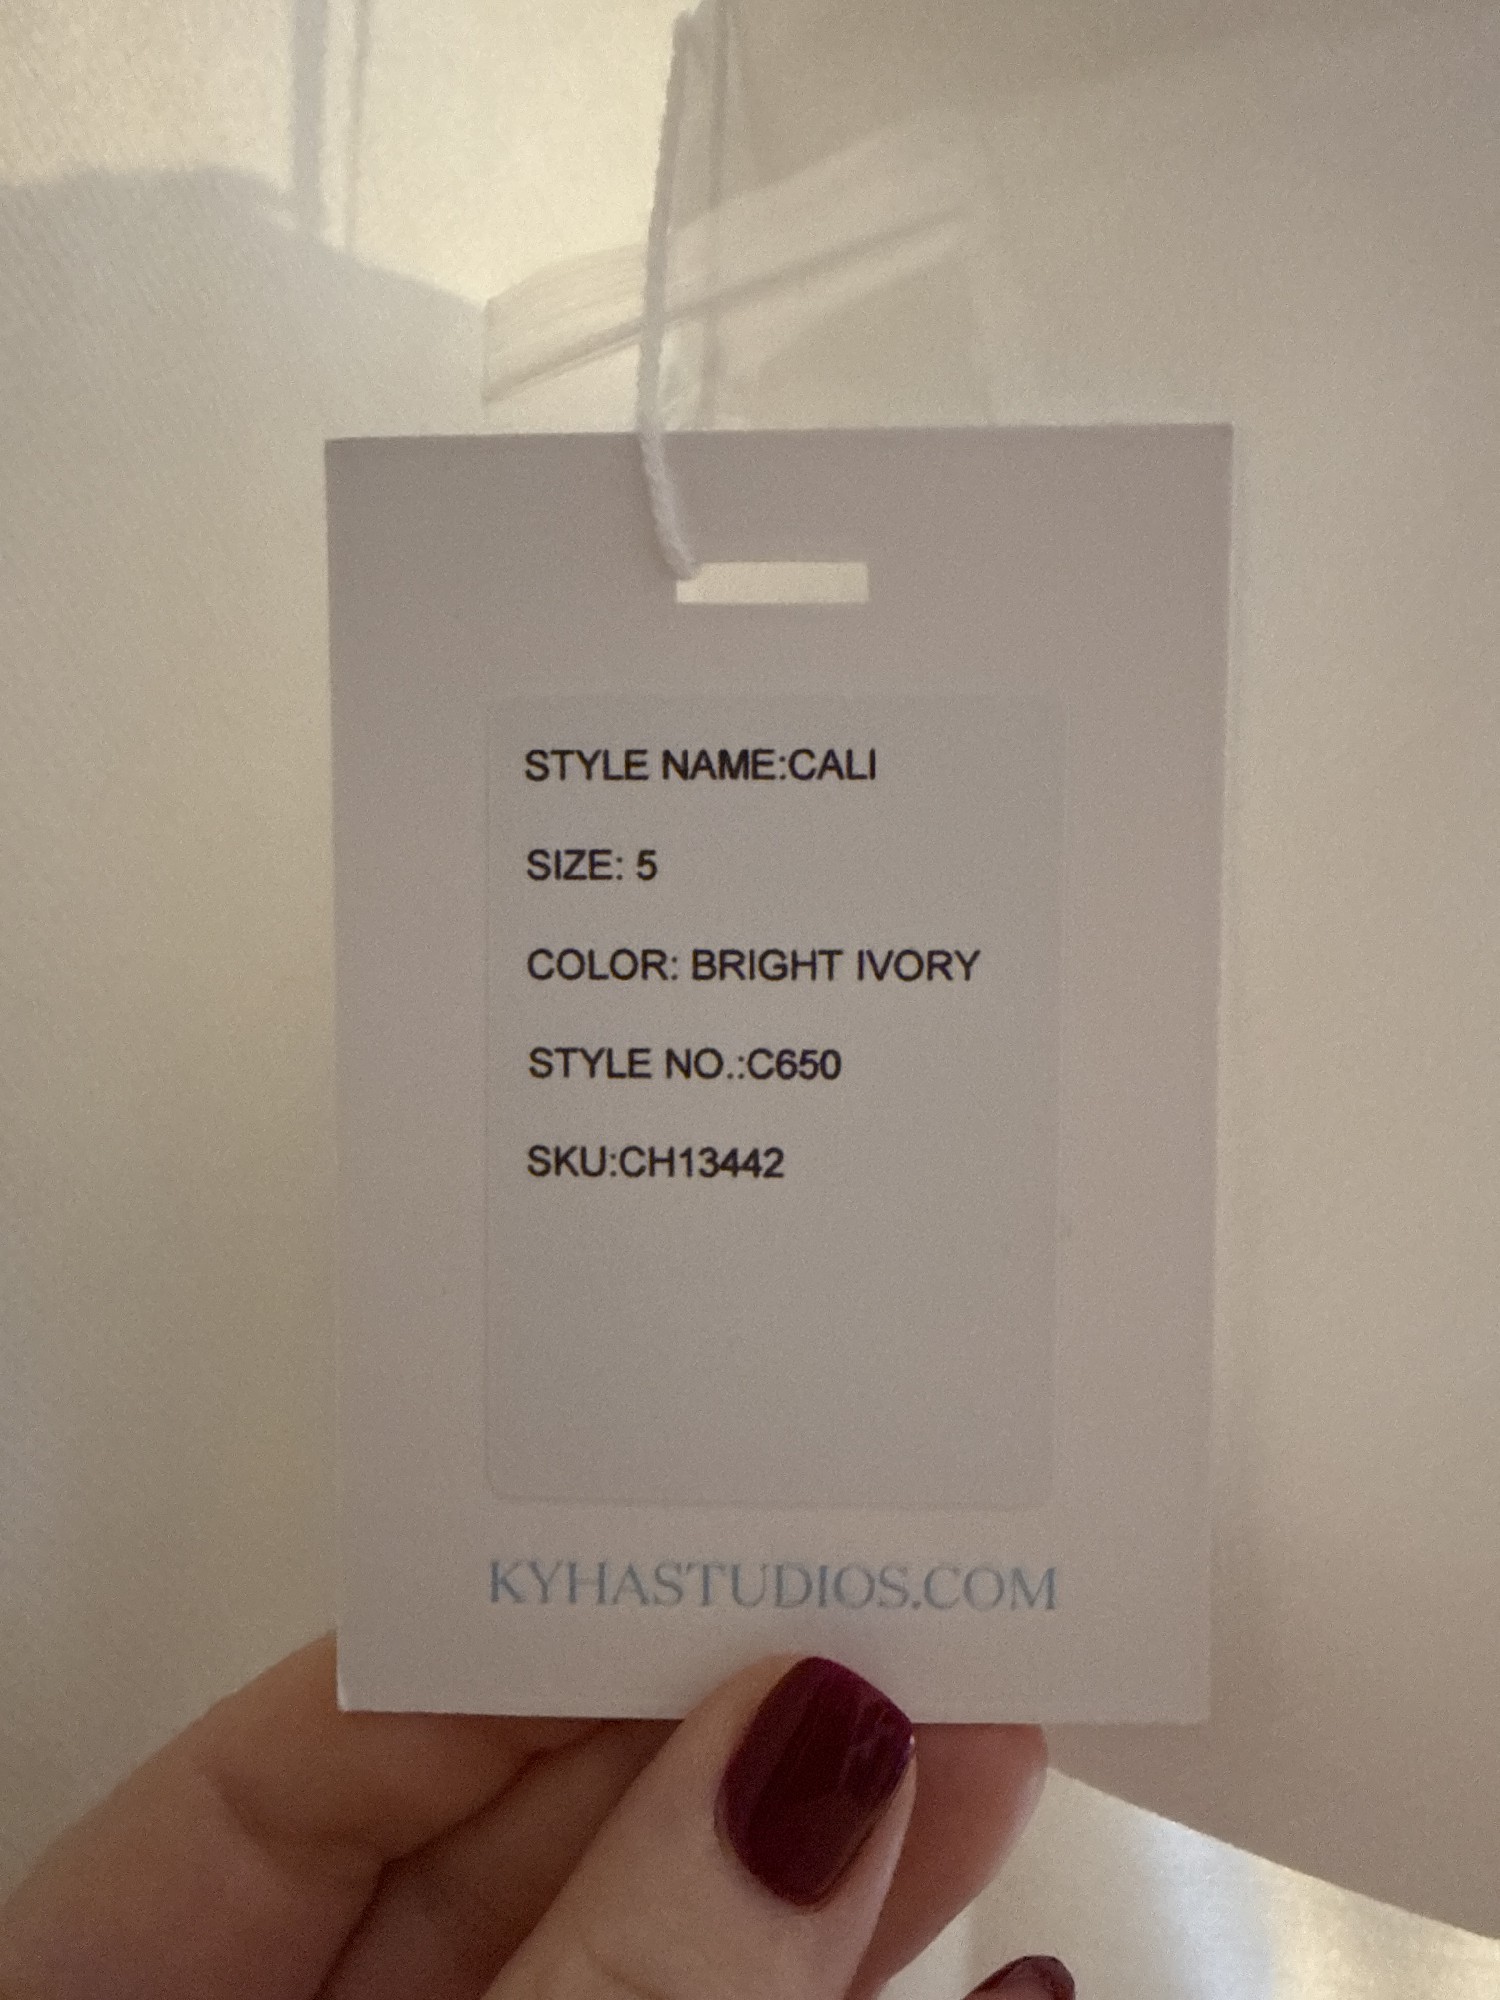 STYLE NAME:CALI
SIZE: 5
COLOR: BRIGHT IVORY
STYLE NO.:C650
SKU:CH13442
KYHASTUDIOS.COM